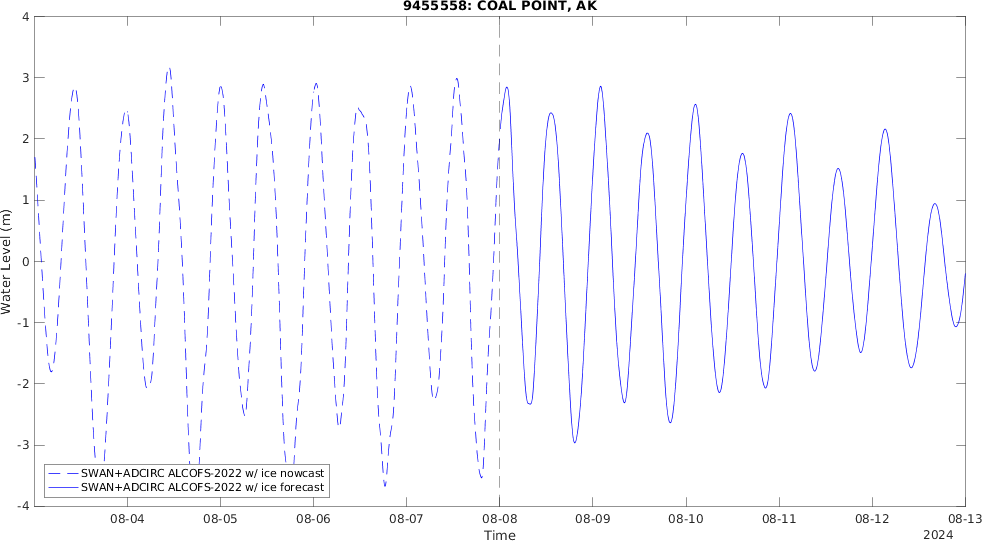 9455558: COAL POINT, AK
4
3
2
1
0
-1
-2
-3
-4
Water Level (m)
SWAN+ADCIRC ALCOFS-2022 w/ ice nowcast
SWAN+ADCIRC ALCOFS-2022 w/ ice forecast
08-04 08-05 08-06 08-07 08-08 08-09 08-10 08-11 08-12 08-13
Time
2024